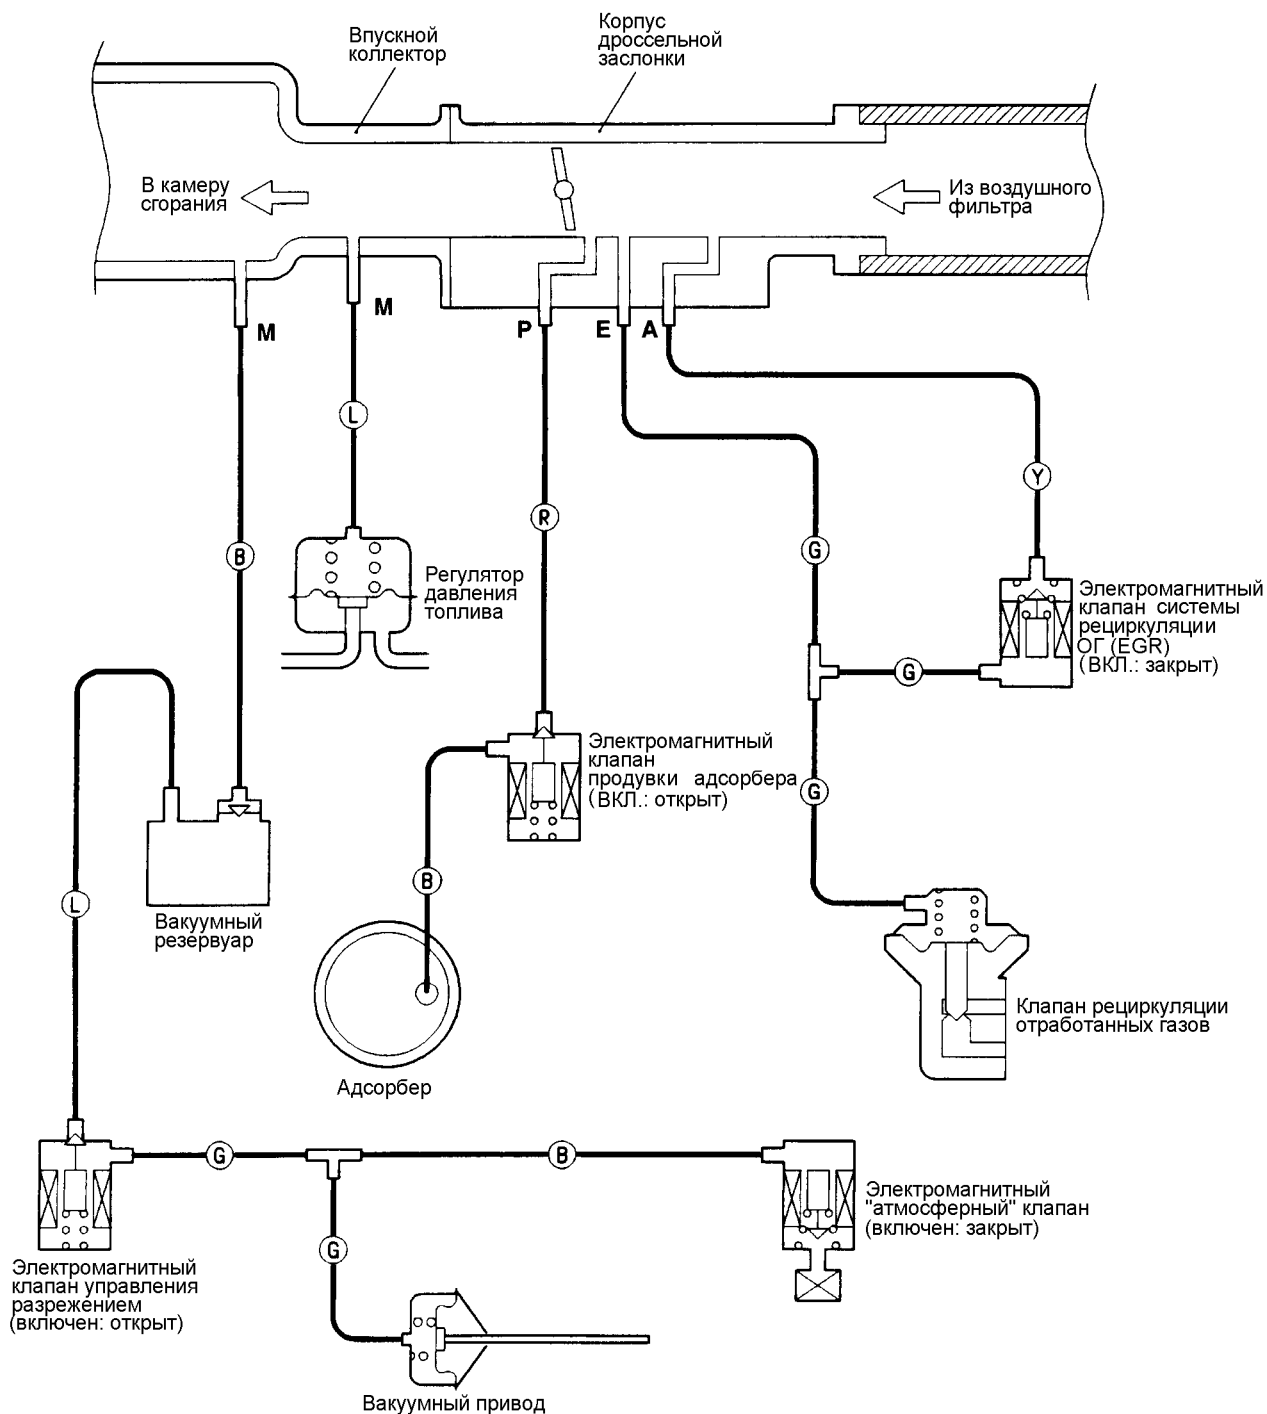 Впускной
коллектор
Корпус
дроссельной
заслонки
В камеру
сгорания
Из воздушного
фильтра
M
M
P
E
A
L
Y
R
B
G
Регулятор
давления
топлива
Электромагнитный
клапан системы
рециркуляции
ОГ (EGR)
(ВКЛ.: закрыт)
G
Электромагнитный
клапан
продувки адсорбера
(ВКЛ.: открыт)
G
B
L
Вакуумный
резервуар
Клапан рециркуляции
отработанных газов
Адсорбер
G
B
Электромагнитный
"атмосферный" клапан
(включен: закрыт)
G
Электромагнитный
клапан управления
разрежением
(включен: открыт)
Вакуумный привод